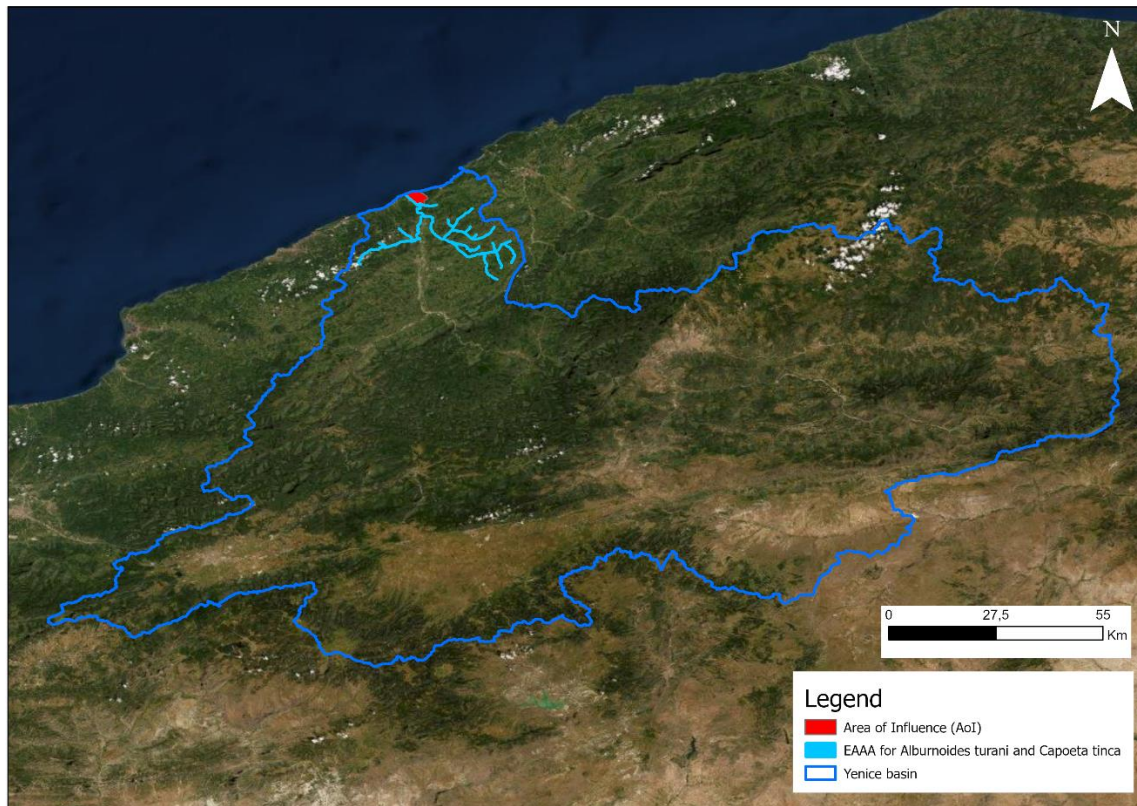 N
0 27,5 55
Km
Legend
Area of Influence (AoI)
EAAA for Alburnoides turani and Capoeta tinca
Yenice basin